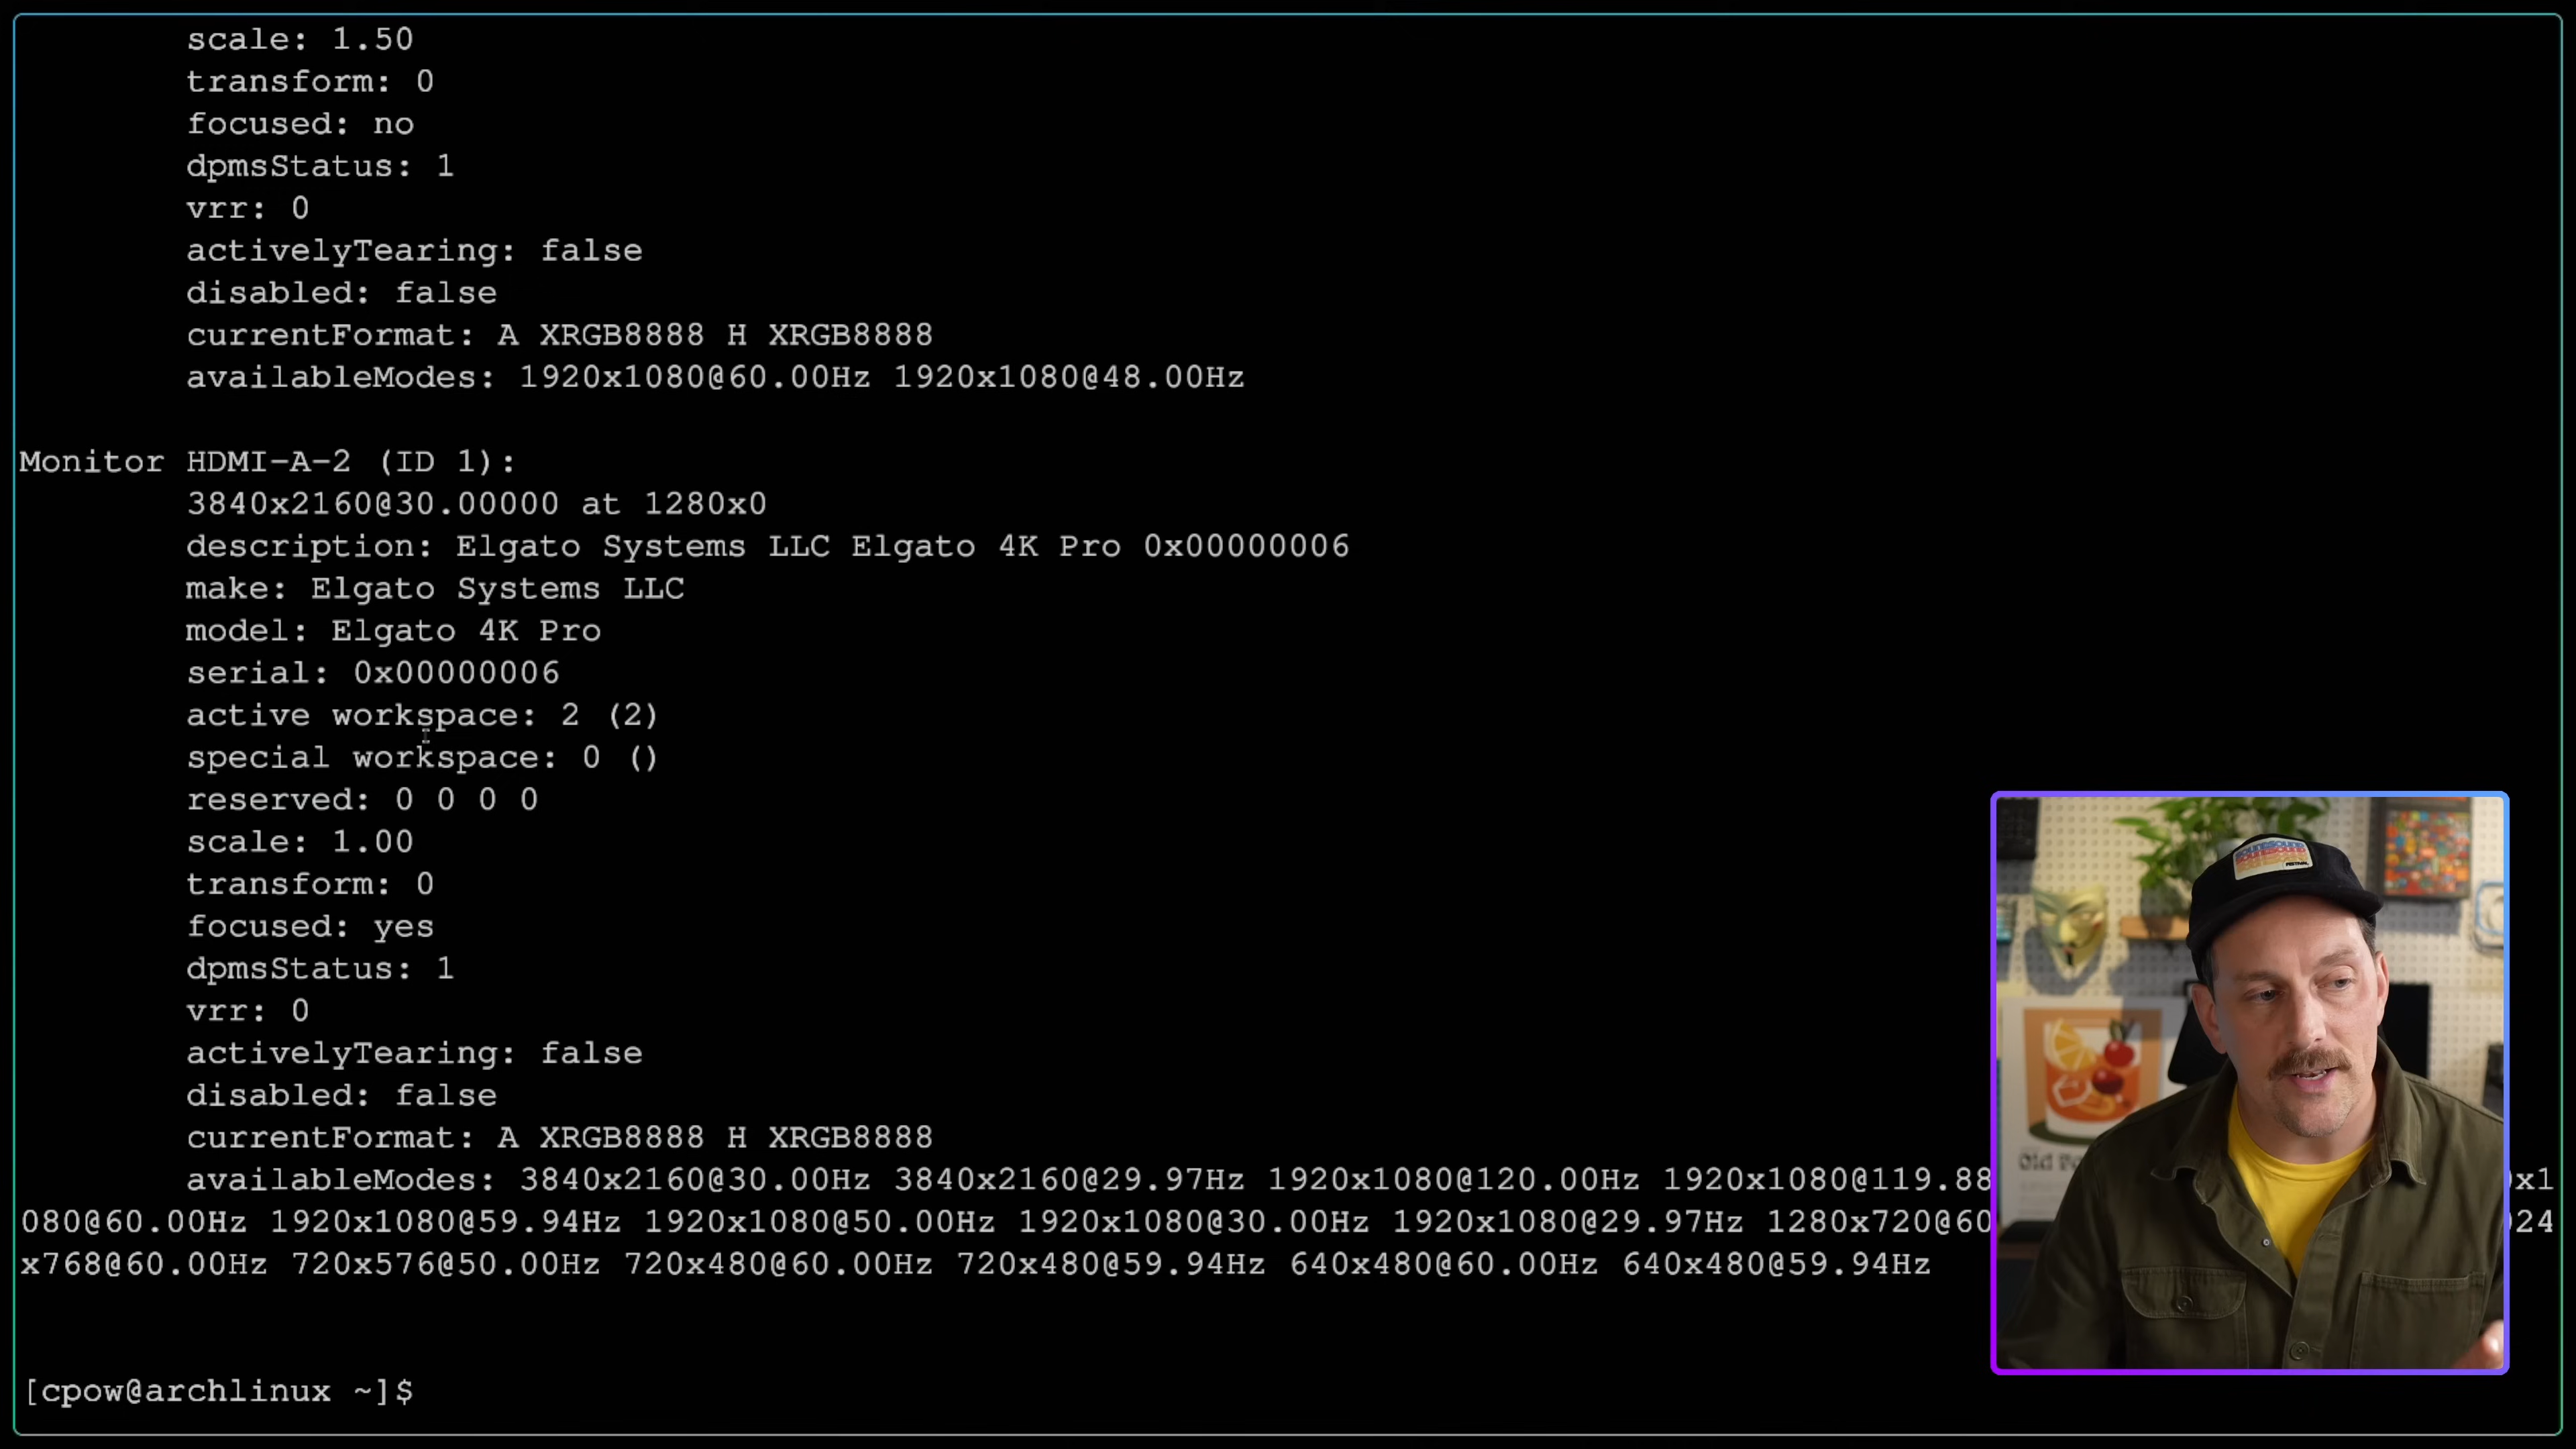 scale: 1.50
transform: 0
focused: no
dpmsStatus: 1
vrr: 0
activelyTearing: false
disabled: false
currentFormat: A XRGB8888 H XRGB8888
availableModes: 1920x1080@60.00Hz 1920x1080@48.00Hz
Monitor HDMI-A-2 (ID 1):
3840x2160@30.00000 at 1280x0
description: Elgato Systems LLC Elgato 4K Pro 0x00000006
make: Elgato Systems LLC
model: Elgato 4K Pro
serial: 0x00000006
active workspace: 2 (2)
special workspace: 0 ()
reserved: 0 0 0 0
scale: 1.00
transform: 0
focused: yes
dpmsStatus: 1
vrr: 0
activelyTearing: false
disabled: false
currentFormat: A XRGB8888 H XRGB8888
availableModes: 3840x2160@30.00Hz 3840x2160@29.97Hz 1920x1080@120.00Hz 1920x1080@119.88 x1
080@60.00Hz 1920x1080@59.94Hz 1920x1080@50.00Hz 1920x1080@30.00Hz 1920x1080@29.97Hz 1280x720@60 24
x768@60.00Hz 720x576@50.00Hz 720x480@60.00Hz 720x480@59.94Hz 640x480@60.00Hz 640x480@59.94Hz
[cpow@archlinux ~]$
Old